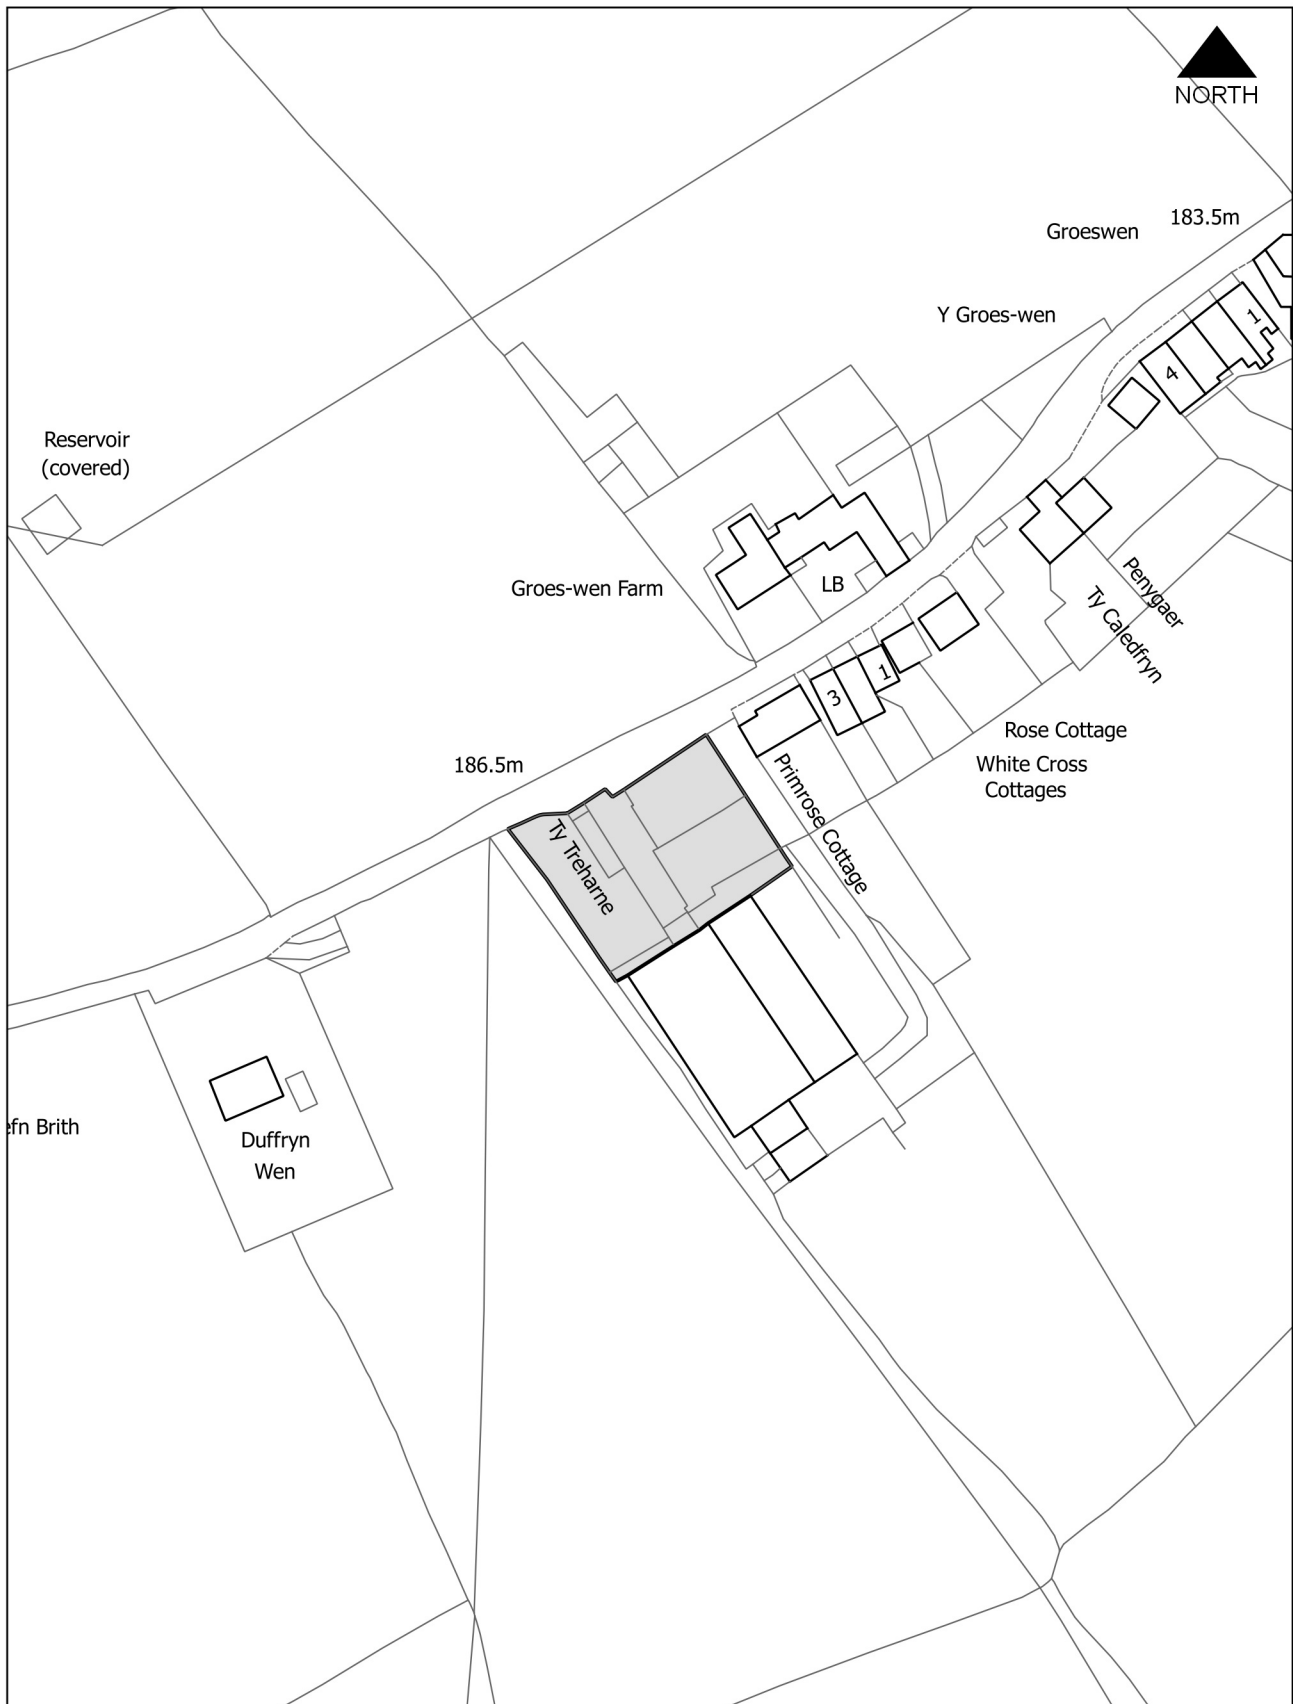 NORTH
183.5m
Groeswen
Y Groes-wen
1
4
Reservoir
(covered)
Groes-wen Farm
LB
Penygaer
Ty Caledfryn
1
3
Rose Cottage
White Cross
Cottages
186.5m
Primrose Cottage
Ty Treharne
efn Brith
Duffryn
Wen